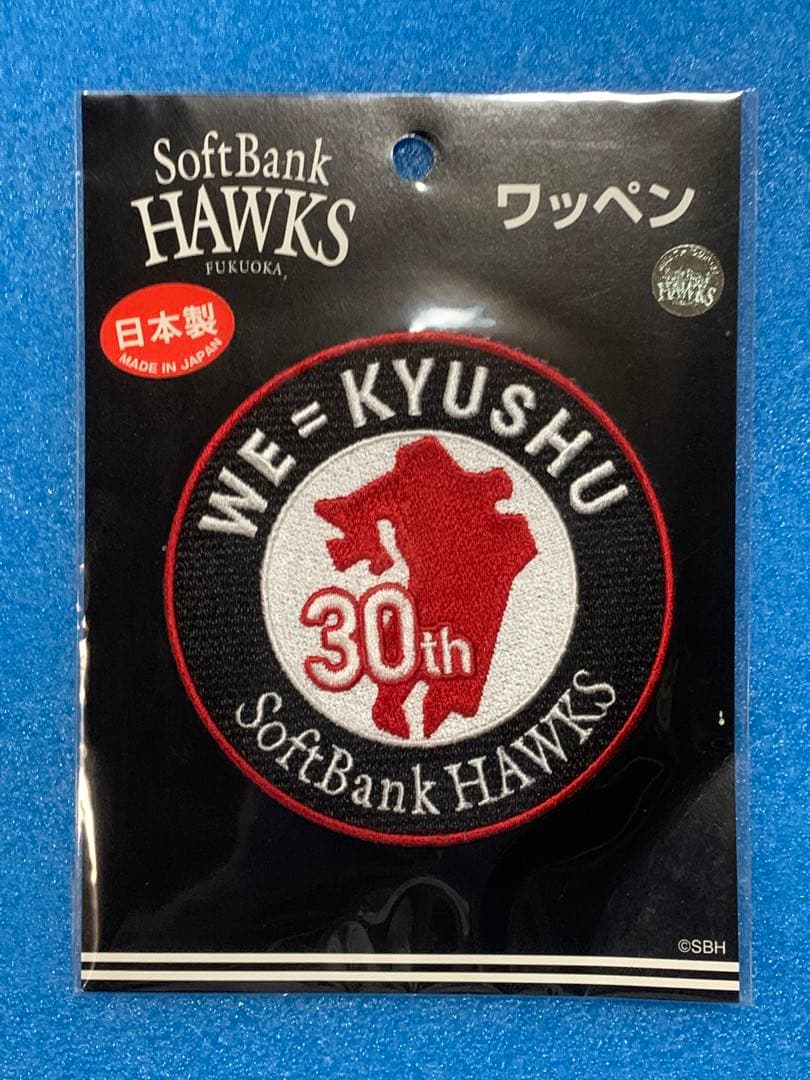 SoftBank
HAWKS
FUKUOKA
ワッペン
HAWKS
日本製
MADE IN JAPAN
WE=KYUSHU
30th
SoftBank HAWKS
©SBH